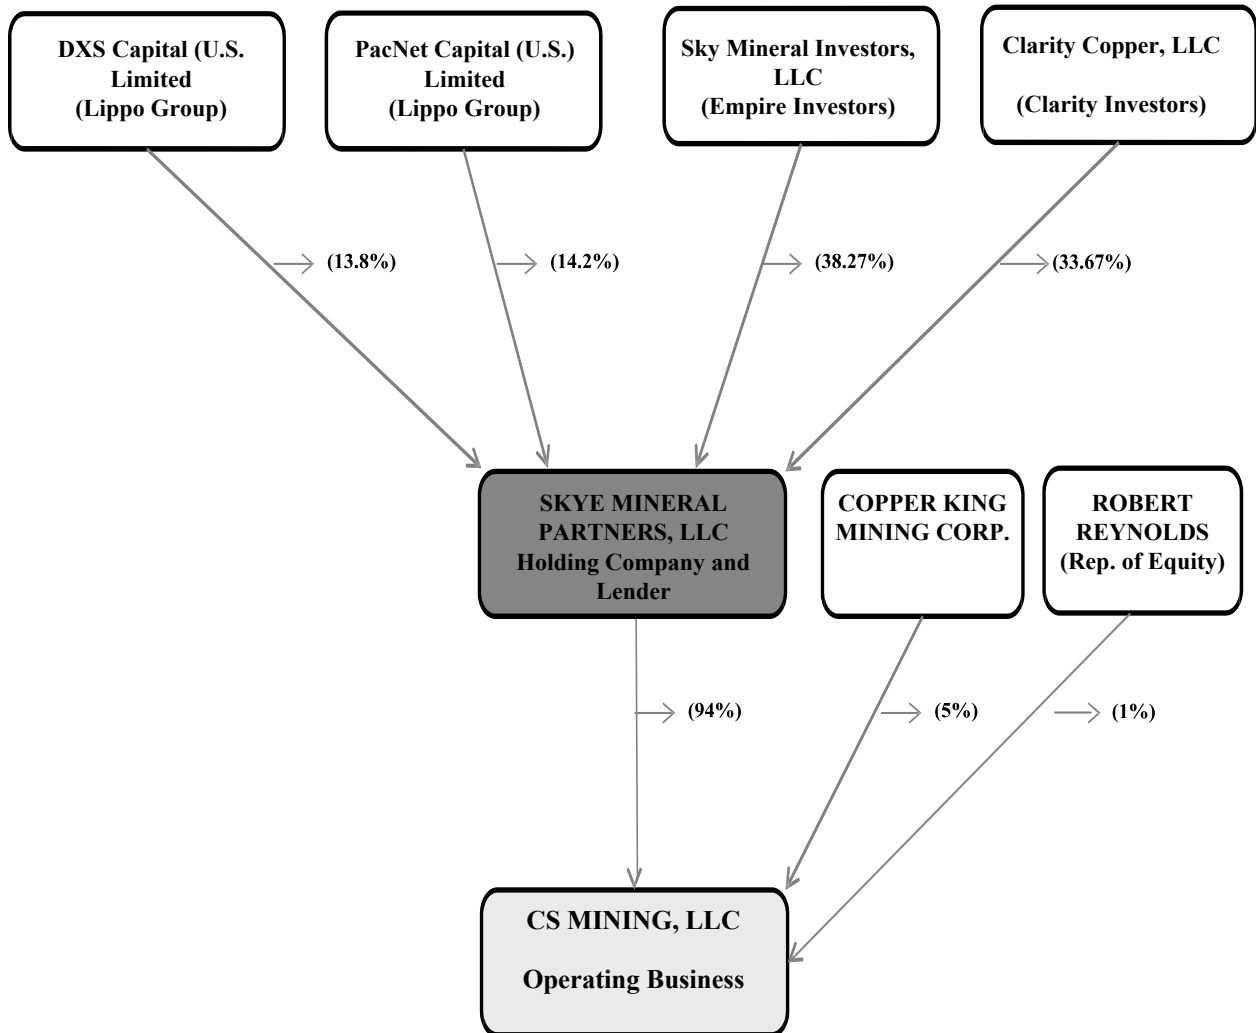 DXS Capital (U.S.
Limited
(Lippo Group)
PacNet Capital (U.S.)
Limited
(Lippo Group)
Sky Mineral Investors,
LLC
(Empire Investors)
Clarity Copper, LLC
(Clarity Investors)
(13.8%)
(14.2%)
(38.27%)
(33.67%)
SKYE MINERAL
PARTNERS, LLC
Holding Company and
Lender
COPPER KING
MINING CORP.
ROBERT
REYNOLDS
(Rep. of Equity)
(94%)
(5%)
(1%)
CS MINING, LLC
Operating Business